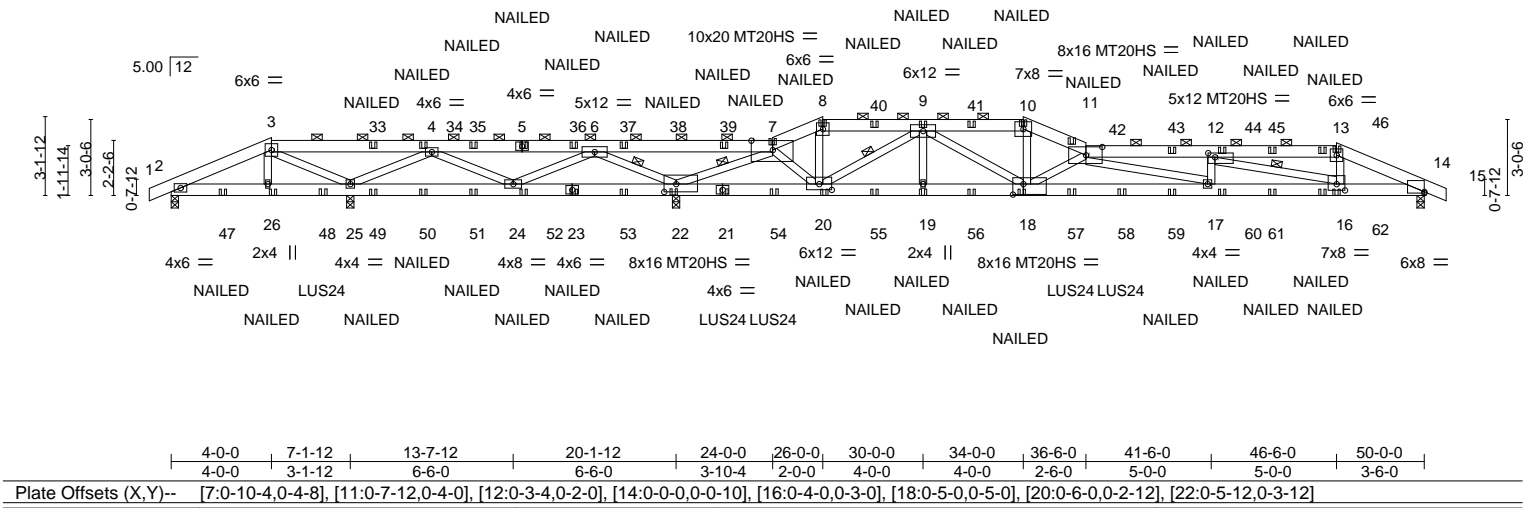 NAILED NAILED NAILED
NAILED 10x20 MT20HS =
NAILED NAILED NAILED 8x16 MT20HS = NAILED NAILED
5.00 12
NAILED 6x6 =
6x6 = NAILED NAILED NAILED 6x12 = 7x8 = NAILED NAILED NAILED NAILED
4x6 =
NAILED 4x6 = 5x12 = NAILED NAILED 5x12 MT20HS = 6x6 =
3 33 4 34 35 5 36 6 37 38 39 7 8 40 9 41 10 11 42 43 12 44 45 13 46
1 2 14 15
3-1-12
1-11-14,
3-0-6
2-2-6
0-7-12
0-7-12
3-0-6
26 25 24 23 22 21 20 19 18 17 16
47 48 49 50 51 52 53 54 55 56 57 58 59 60 61 62
2x4 || 6x12 = 2x4 || 4x4 = 7x8 =
4x6 = 4x4 = NAILED 4x8 = 4x6 = 8x16 MT20HS = 8x16 MT20HS = 6x8 =
NAILED NAILED NAILED NAILED
NAILED LUS24 NAILED NAILED 4x6 = LUS24 LUS24
NAILED NAILED NAILED NAILED
NAILED NAILED NAILED NAILED LUS24 LUS24 NAILED
NAILED
4-0-0 7-1-12 13-7-12 20-1-12 24-0-0 26-0-0 30-0-0 34-0-0 36-6-0 41-6-0 46-6-0 50-0-0
4-0-0 3-1-12 6-6-0 6-6-0 3-10-4 2-0-0 4-0-0 4-0-0 2-6-0 5-0-0 5-0-0 3-6-0
Plate Offsets (X,Y)-- [7:0-10-4,0-4-8], [11:0-7-12,0-4-0], [12:0-3-4,0-2-0], [14:0-0-0,0-0-10], [16:0-4-0,0-3-0], [18:0-5-0,0-5-0], [20:0-6-0,0-2-12], [22:0-5-12,0-3-12]